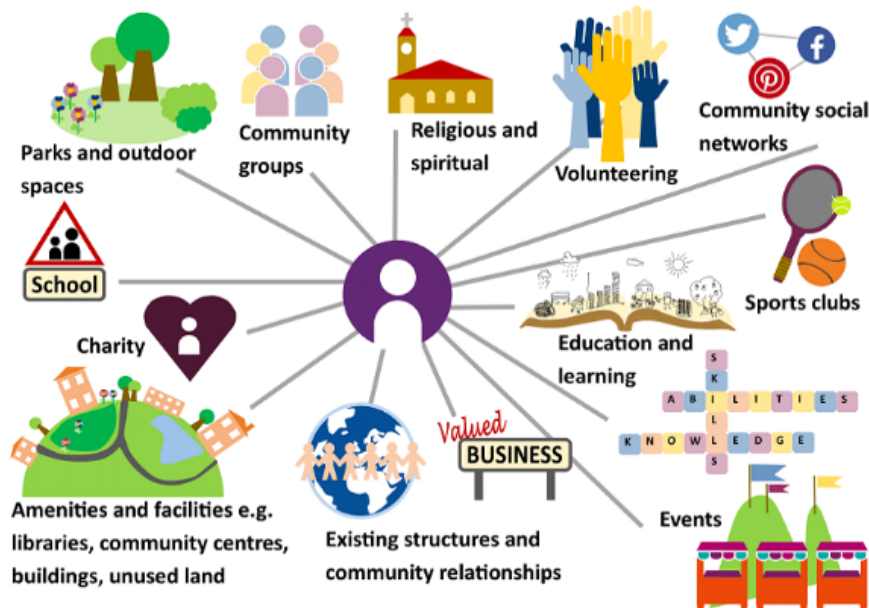 Parks and outdoor
spaces
Community
groups
Religious and
spiritual
Volunteering
Community social
networks
School
Charity
Sports clubs
Education and
learning
SKILLS
ABILITIES
KNOWLEDGE
Valued
BUSINESS
Events
Amenities and facilities e.g.
libraries, community centres,
buildings, unused land
Existing structures and
community relationships